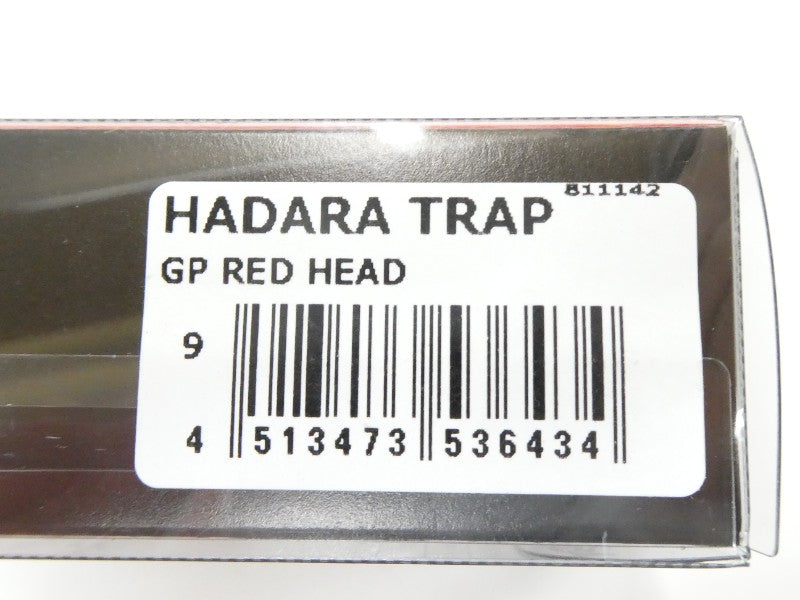 811142
HADARA TRAP
GP RED HEAD
9
4 513473 536434